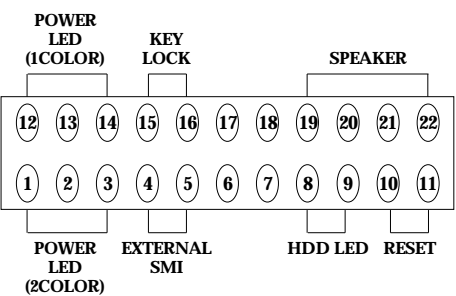 POWER
LED
(1COLOR)
KEY
LOCK
SPEAKER
12 13 14 15 16 17 18 19 20 21 22
1 2 3 4 5 6 7 8 9 10 11
POWER
LED
(2COLOR)
EXTERNAL
SMI
HDD LED
RESET